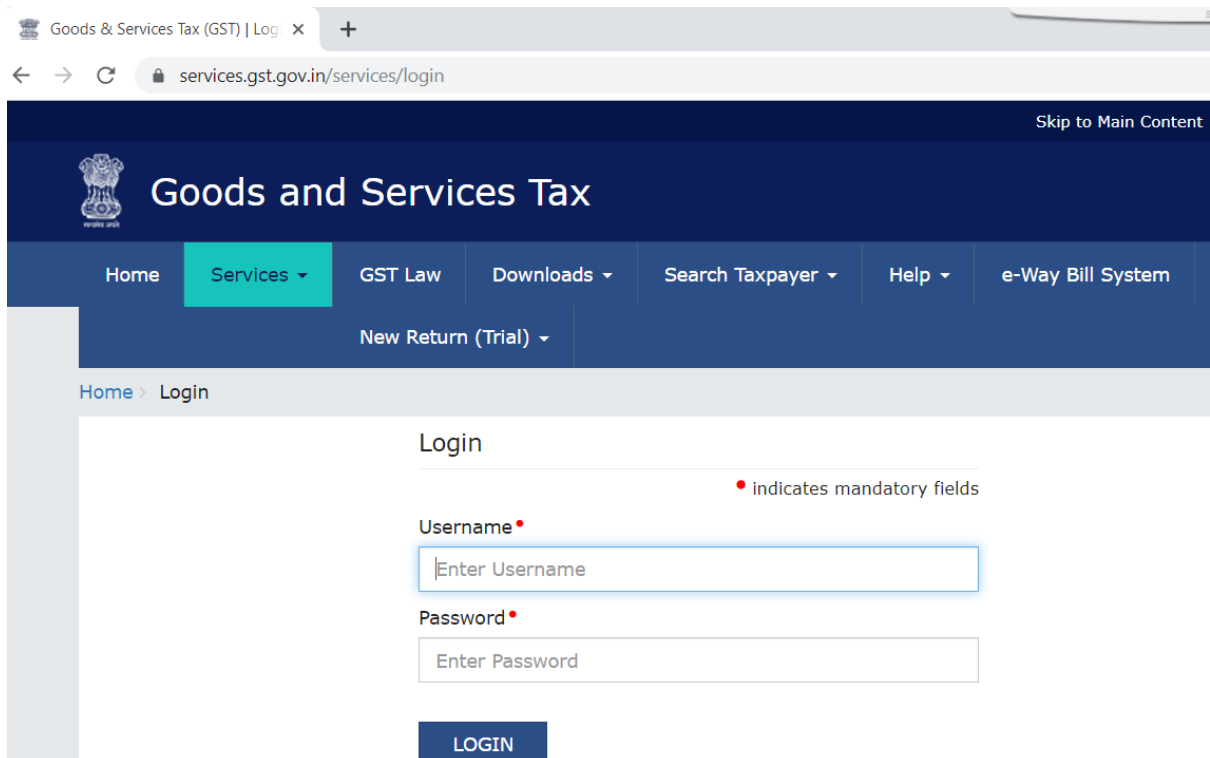 Goods & Services Tax (GST) | Logi
services.gst.gov.in/services/login
Skip to Main Content
Goods and Services Tax
Home Services GST Law Downloads Search Taxpayer Help e-Way Bill System
New Return (Trial)
Home > Login
Login
• indicates mandatory fields
Username•
Enter Username
Password•
Enter Password
LOGIN